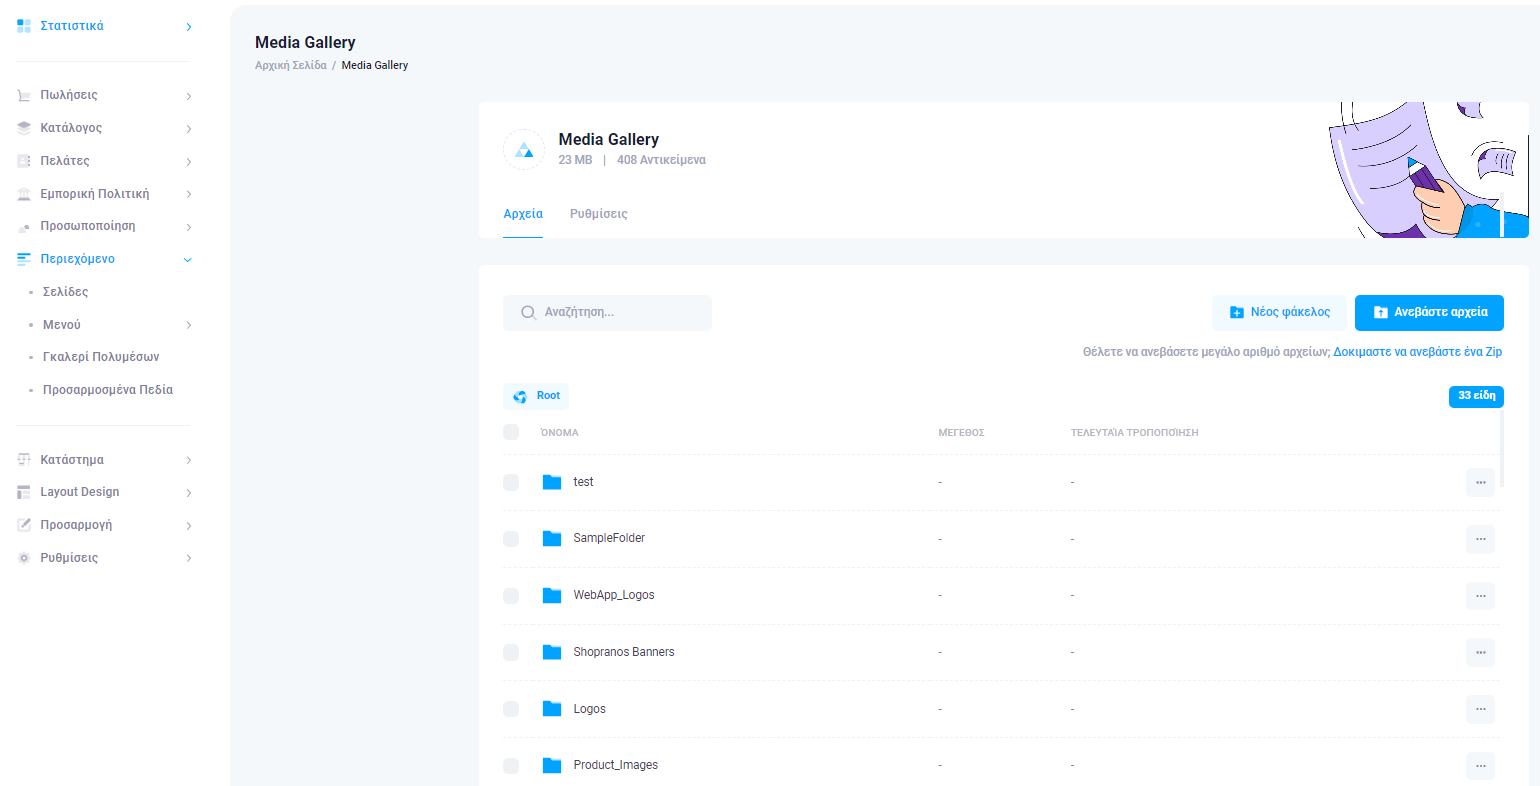 Στατιστικά
Πωλήσεις
Κατάλογος
Πελάτες
Εμπορική Πολιτική
Προσωποποίηση
Περιεχόμενο
Σελίδες
Μενού
Γκαλερί Πολυμέσων
Προσαρμοσμένα Πεδία
Κατάστημα
Layout Design
Προσαρμογή
Ρυθμίσεις
Media Gallery
Αρχική Σελίδα / Media Gallery
Media Gallery
23 MB | 408 Αντικείμενα
Αρχεία Ρυθμίσεις
Αναζήτηση...
Νέος φάκελος
Ανεβάστε αρχεία
Θέλετε να ανεβάσετε μεγάλο αριθμό αρχείων; Δοκιμαστε να ανεβάστε ένα Zip
Root
33 είδη
ΌΝΟΜΑ ΜΈΓΕΘΟΣ ΤΕΛΕΥΤΑΊΑ ΤΡΟΠΟΠΟΊΗΣΗ
test - -
SampleFolder - -
WebApp_Logos - -
Shopranos Banners - -
Logos - -
Product_Images - -